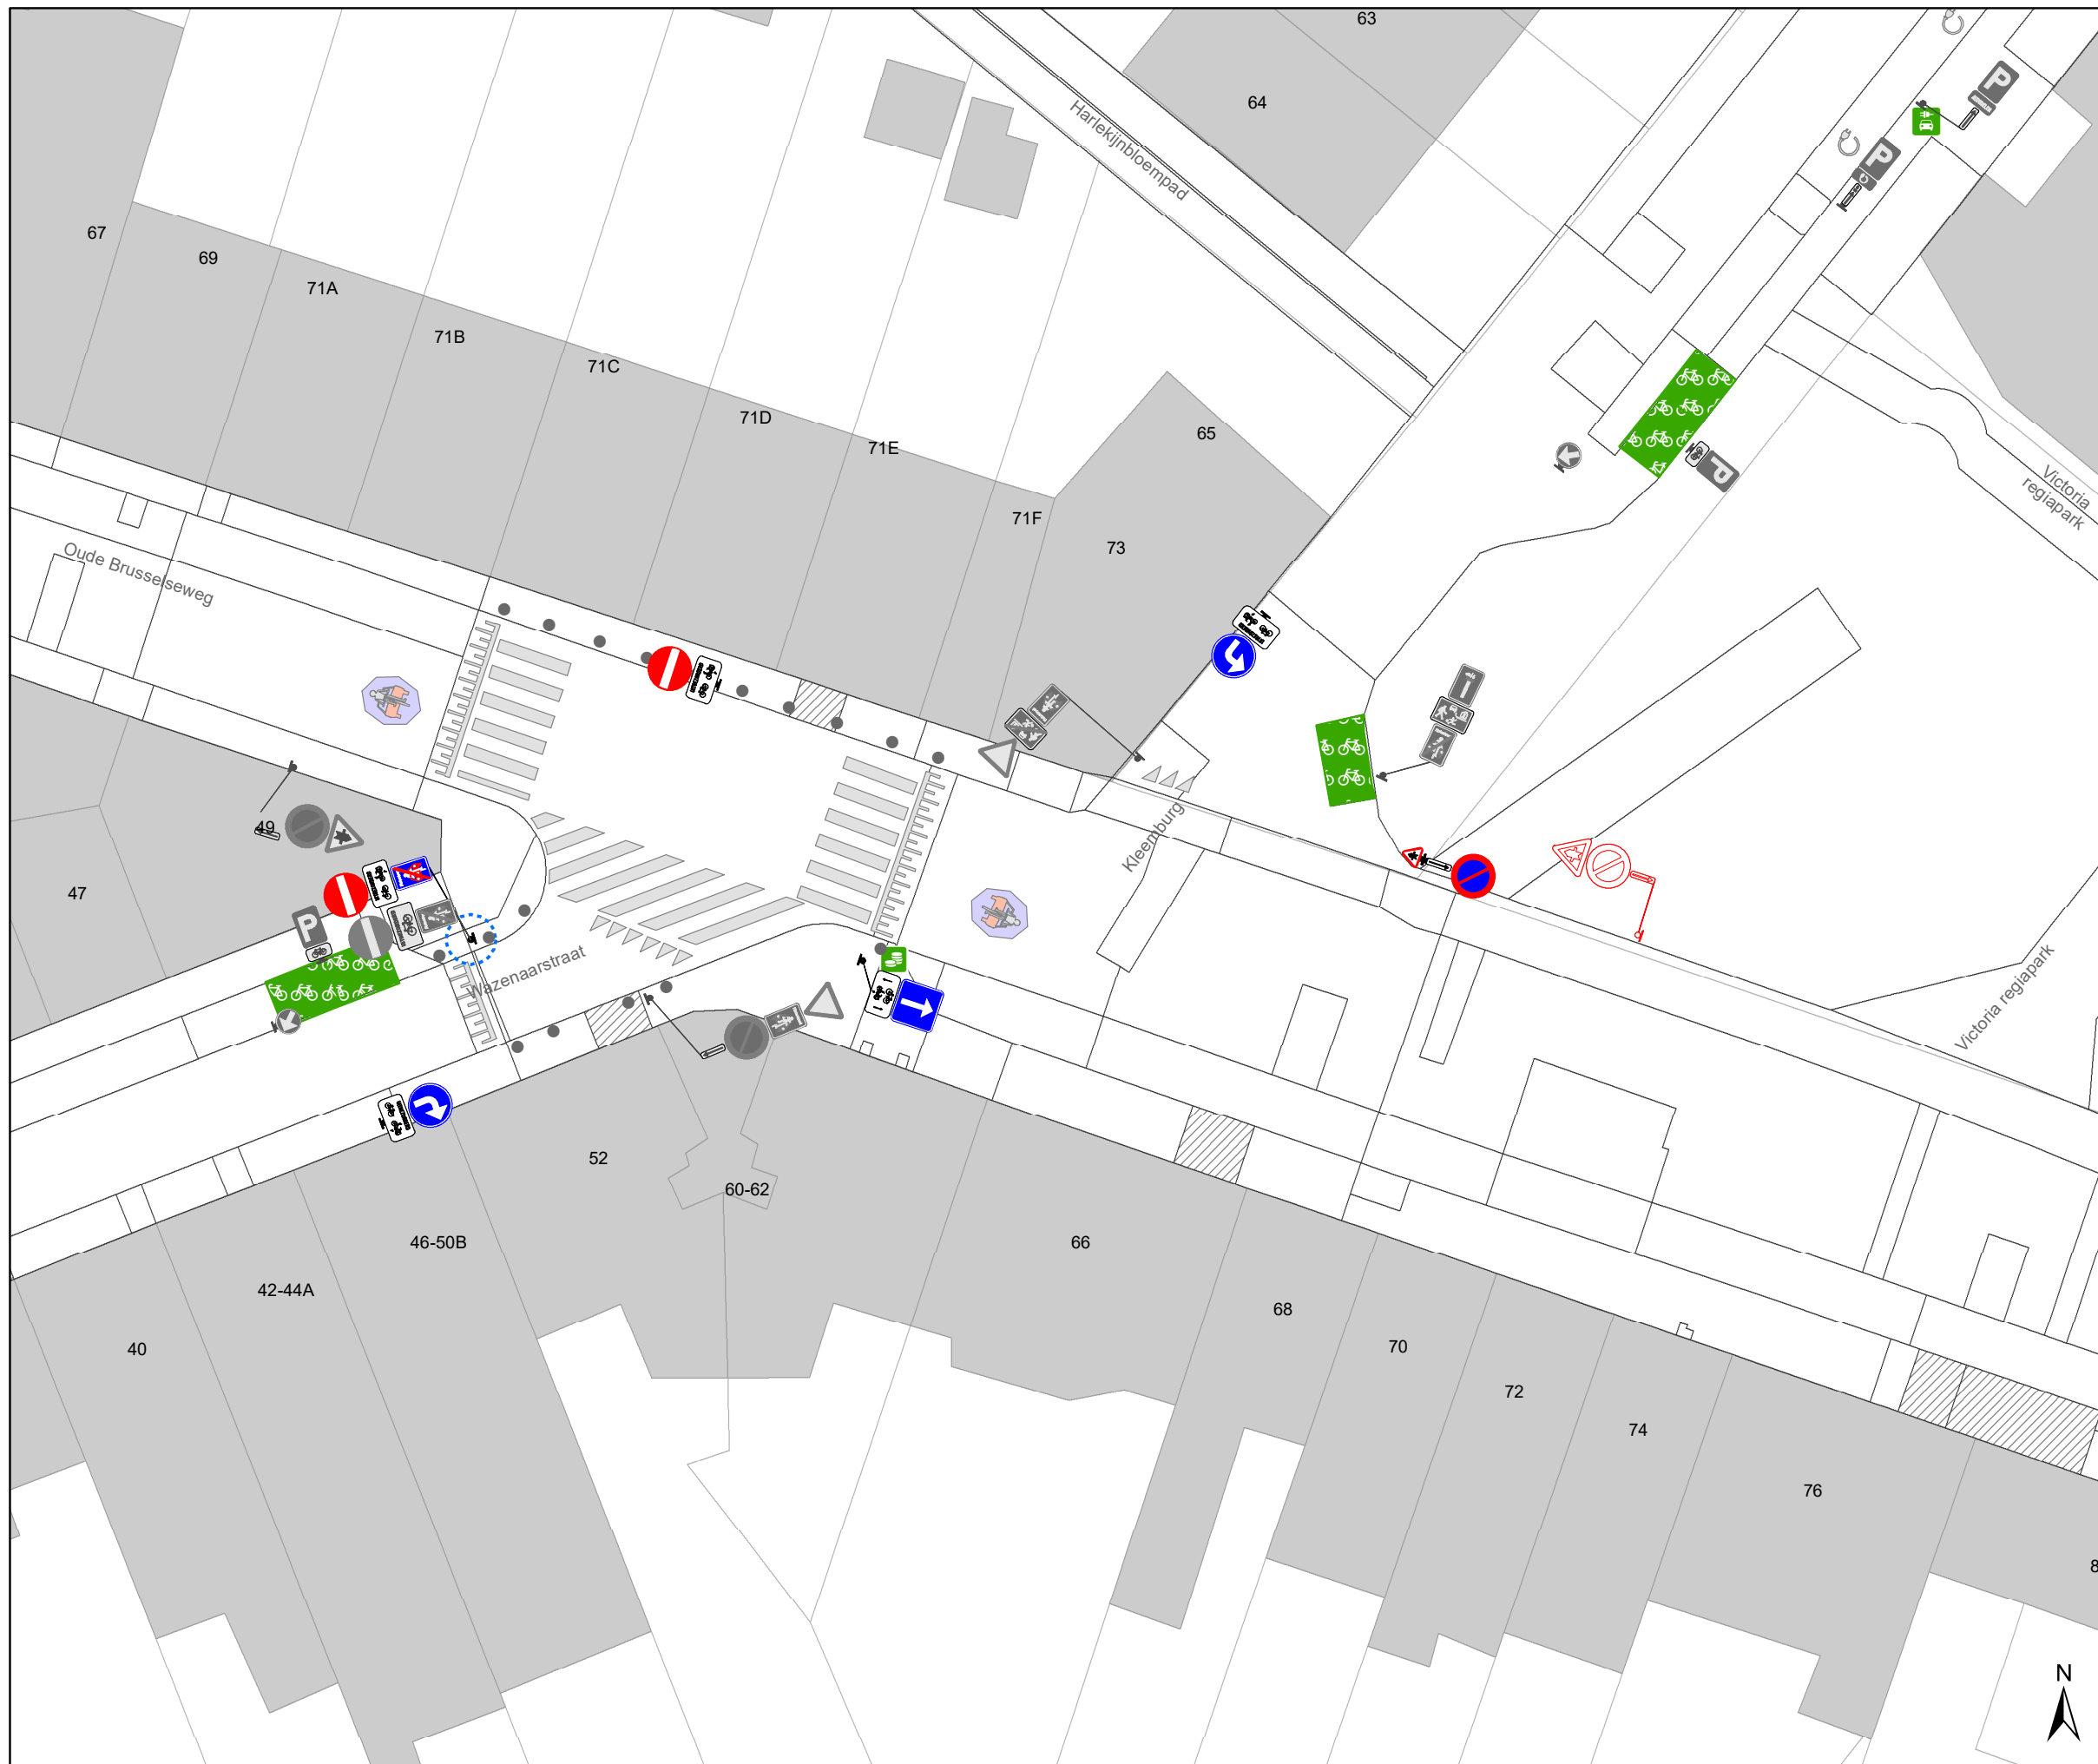 63
64
Harlekijnbloempad
P
P
67
69
71A
71B
71C
71D
71E
71F
65
73
P
Victoria
regiapark
Oude Brusselseweg
49
47
P
Kleemburg
Wazenaarstraat
Victoria regiapark
52
60-62
46-50B
42-44A
40
66
68
70
72
74
76
8
N